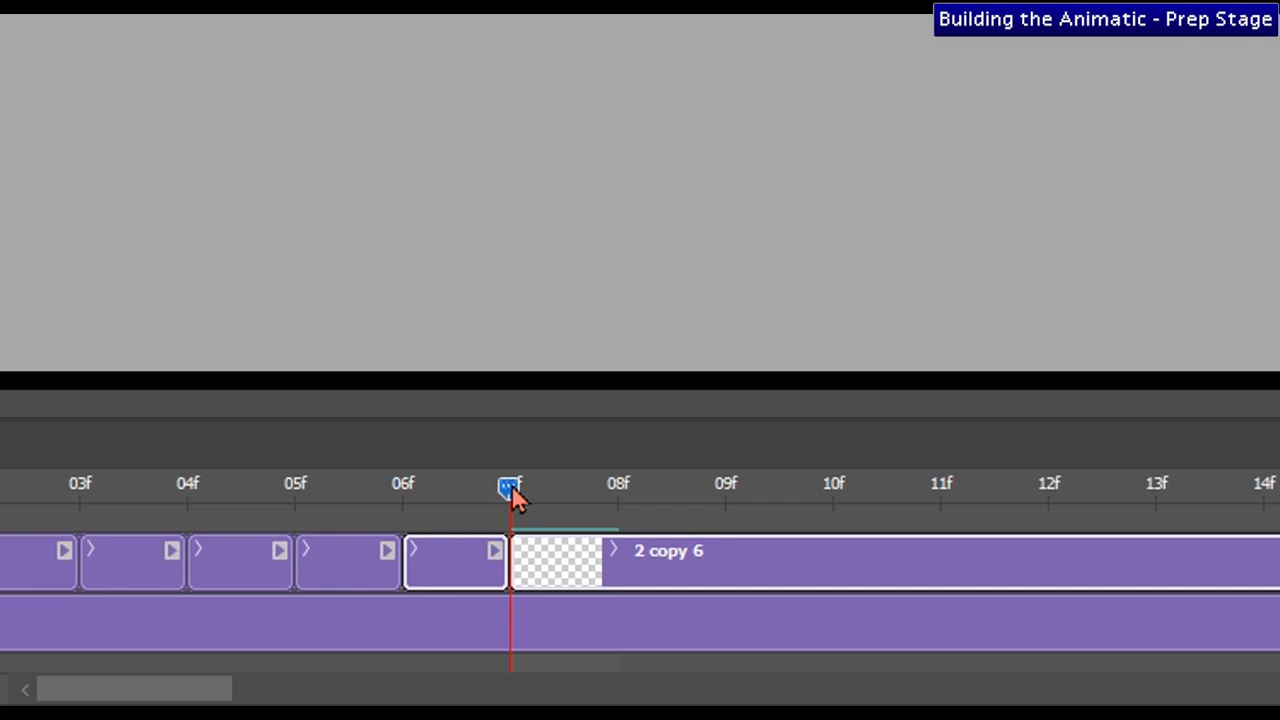 Building the Animatic - Prep Stage
03f 04f 05f 06f 08f 09f 10f 11f 12f 13f 14f
2 copy 6